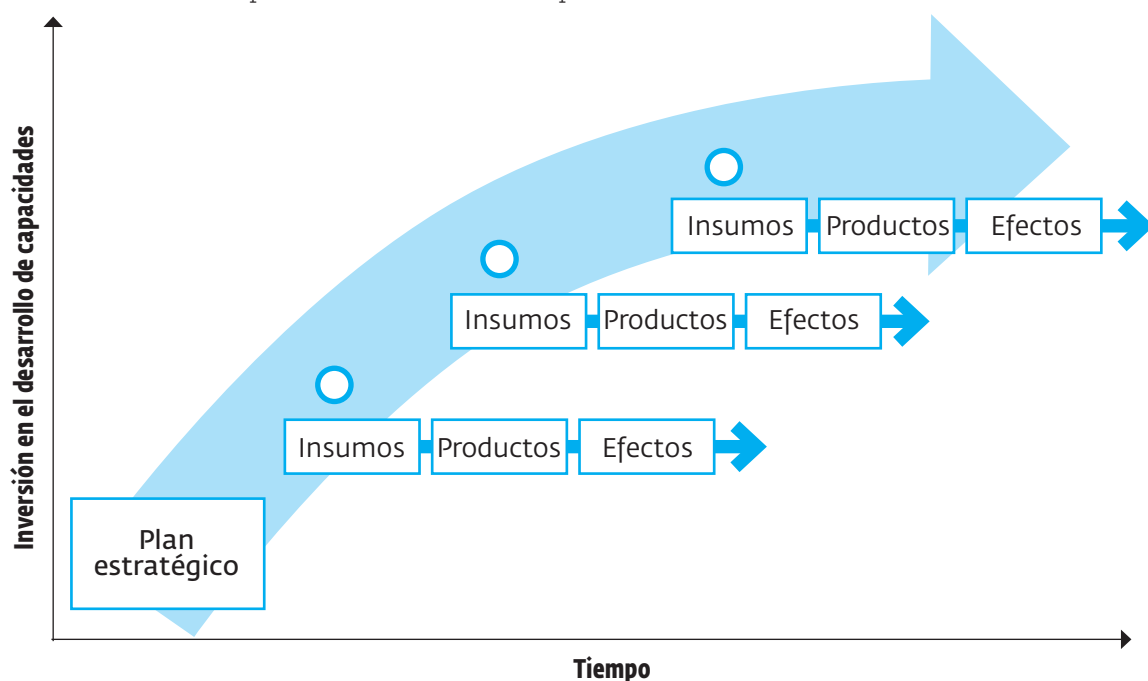 Inversión en el desarrollo de capacidades
Insumos Productos Efectos
Insumos Productos Efectos
Insumos Productos Efectos
Plan
estratégico
Tiempo